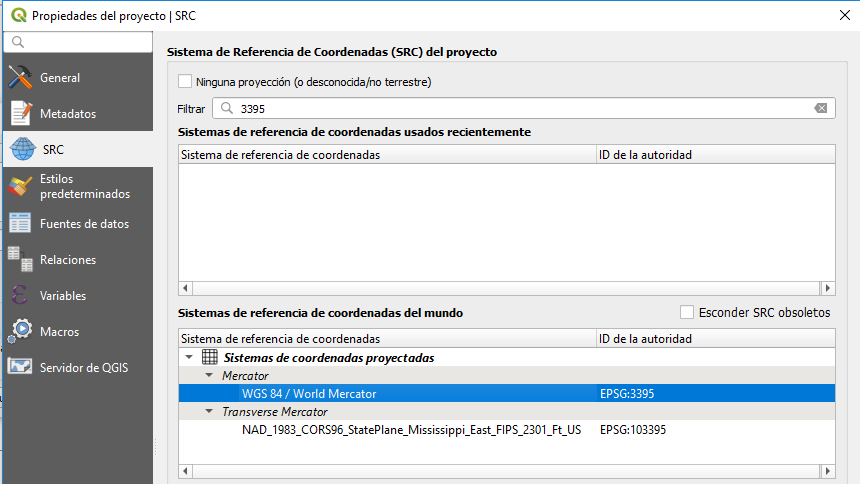 Propiedades del proyecto | SRC
Sistema de Referencia de Coordenadas (SRC) del proyecto
General
Metadatos
SRC
Estilos
predeterminados
Fuentes de datos
Relaciones
Variables
Macros
Servidor de QGIS
Ninguna proyección (o desconocida/no terrestre)
Filtrar 3395
Sistemas de referencia de coordenadas usados recientemente
Sistema de referencia de coordenadas ID de la autoridad
Sistemas de referencia de coordenadas del mundo Esconder SRC obsoletos
Sistema de referencia de coordenadas ID de la autoridad
Sistemas de coordenadas proyectadas
Mercator
WGS 84 / World Mercator EPSG:3395
Transverse Mercator
NAD_1983_CORS96_StatePlane_Mississippi_East_FIPS_2301_Ft_US EPSG:103395